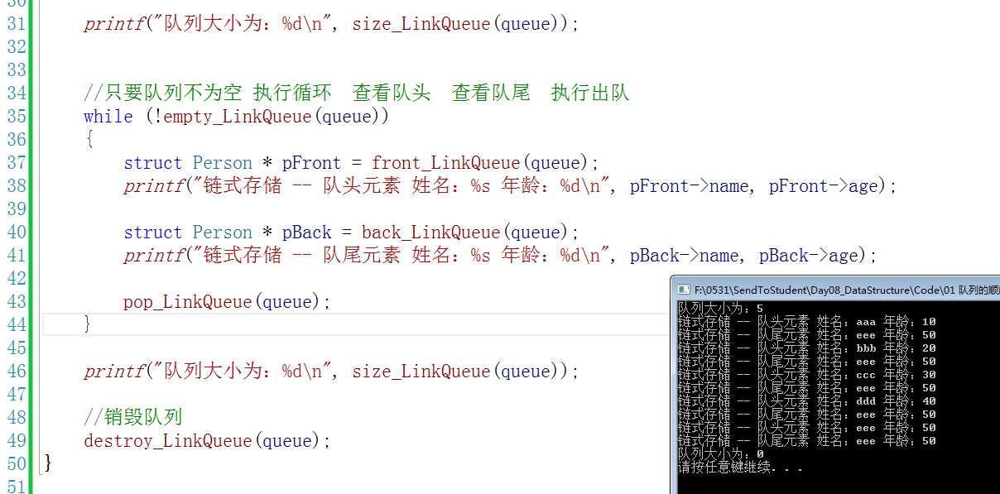 30
31 printf("队列大小为: %d\n", size_LinkQueue(queue));
32
33
34 //只要队列不为空 执行循环  查看队头  查看队尾  执行出队
35 while (!empty_LinkQueue(queue))
36 {
37 struct Person * pFront = front_LinkQueue(queue);
38 printf("链式存储 -- 队头元素 姓名: %s 年龄: %d\n", pFront->name, pFront->age);
39
40 struct Person * pBack = back_LinkQueue(queue);
41 printf("链式存储 -- 队尾元素 姓名: %s 年龄: %d\n", pBack->name, pBack->age);
42
43 pop_LinkQueue(queue);
44 }
45
46 printf("队列大小为: %d\n", size_LinkQueue(queue));
47
48 //销毁队列
49 destroy_LinkQueue(queue);
50 }
51
F:\0531\SendToStudent\Day08_DataStructure\Code\01 队列的顺
队列大小为: 5
链式存储 -- 队头元素 姓名: aaa 年龄: 10
链式存储 -- 队尾元素 姓名: eee 年龄: 50
链式存储 -- 队头元素 姓名: bbb 年龄: 20
链式存储 -- 队尾元素 姓名: eee 年龄: 50
链式存储 -- 队头元素 姓名: ccc 年龄: 30
链式存储 -- 队尾元素 姓名: eee 年龄: 50
链式存储 -- 队头元素 姓名: ddd 年龄: 40
链式存储 -- 队尾元素 姓名: eee 年龄: 50
链式存储 -- 队头元素 姓名: eee 年龄: 50
链式存储 -- 队尾元素 姓名: eee 年龄: 50
队列大小为: 0
请按任意键继续. . .